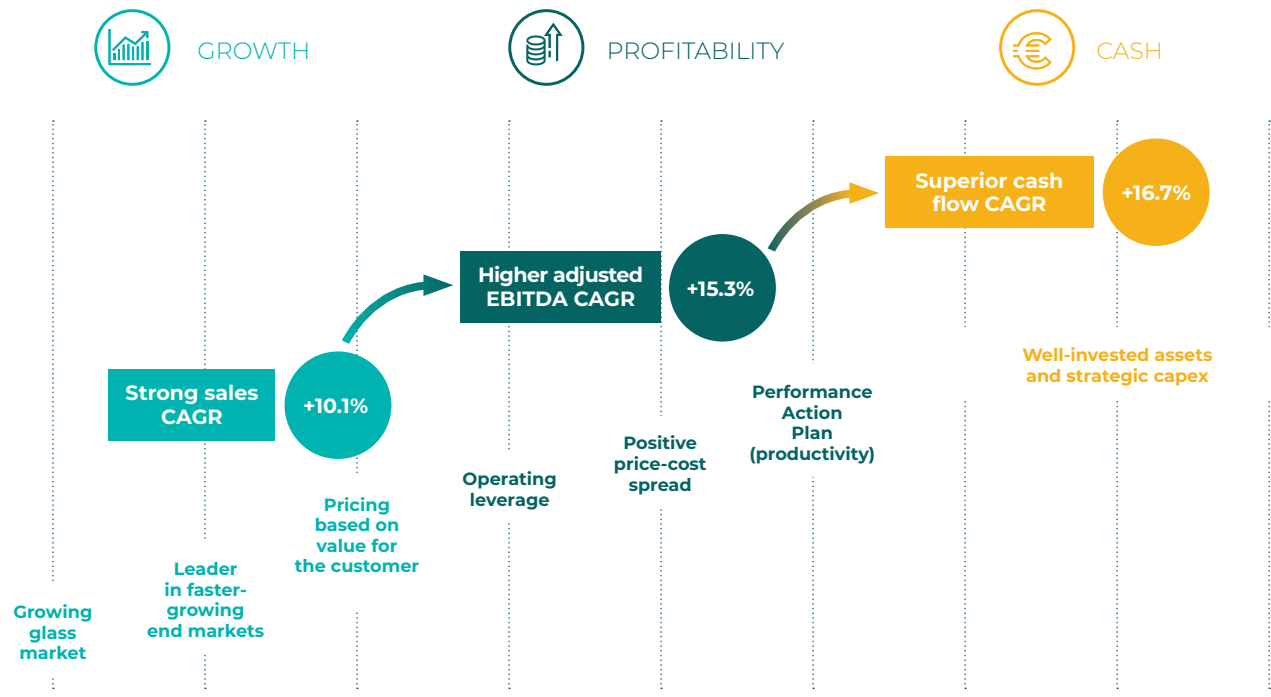 GROWTH
PROFITABILITY
CASH
Superior cash
flow CAGR
+16.7%
Higher adjusted
EBITDA CAGR
+15.3%
Strong sales
CAGR
+10.1%
Well-invested assets
and strategic capex
Performance
Action
Plan
(productivity)
Positive
price-cost
spread
Operating
leverage
Pricing
based on
value for
the customer
Leader
in faster-
growing
end markets
Growing
glass
market